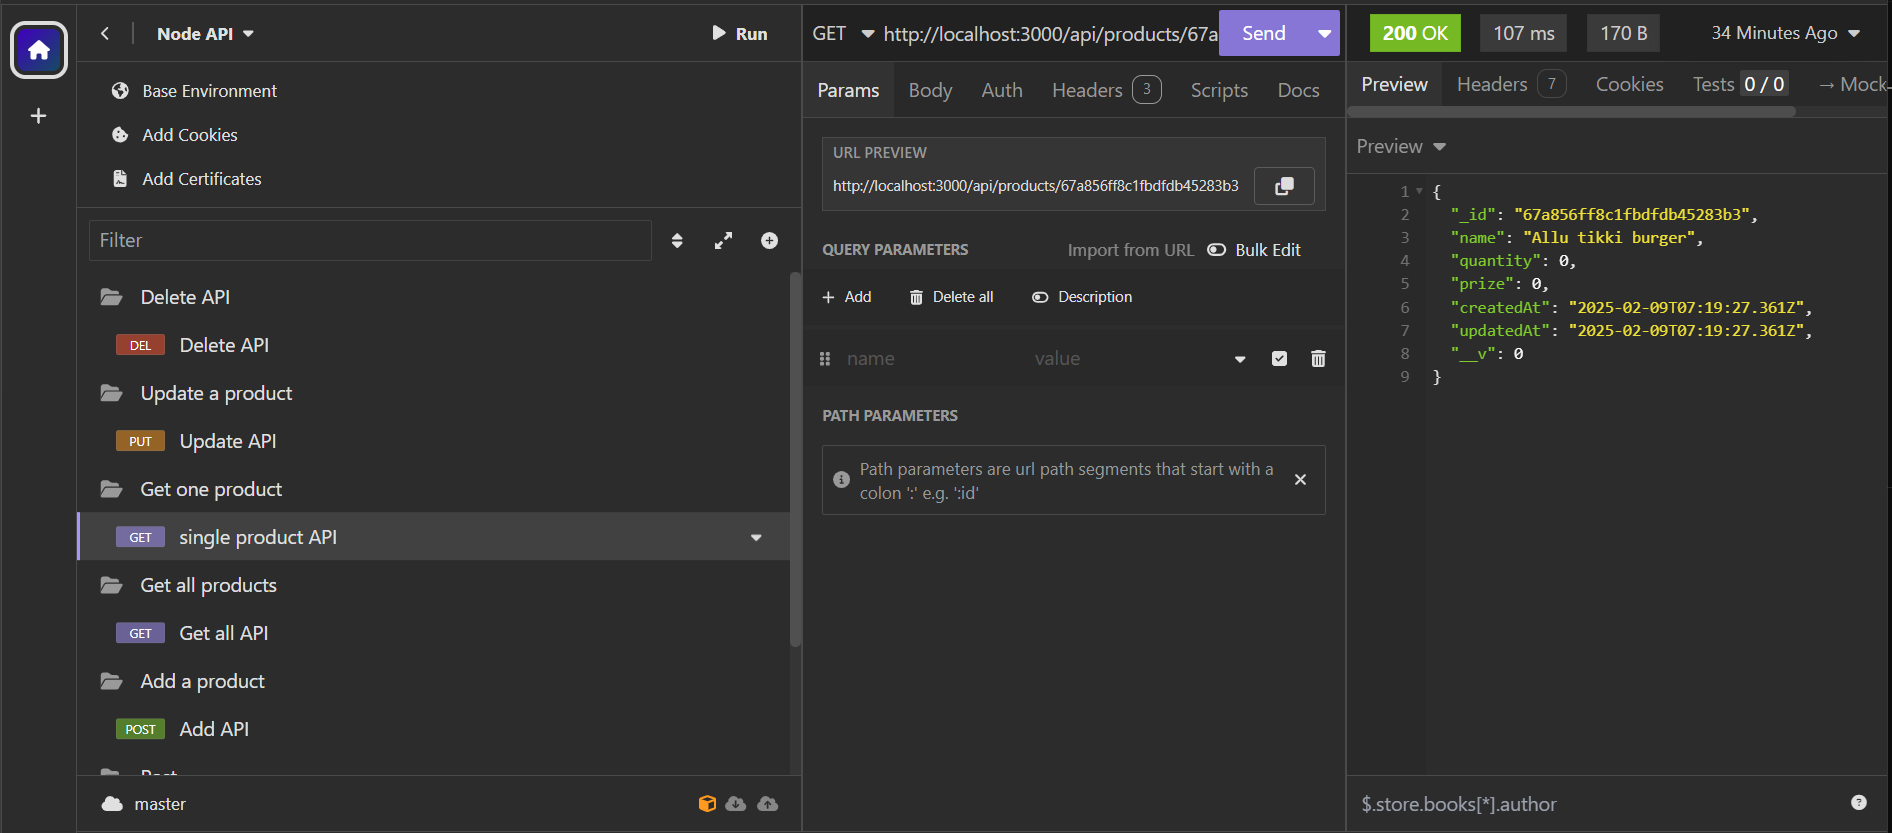 Node API
Run
Base Environment
Add Cookies
Add Certificates
Filter
Delete API
DEL Delete API
Update a product
PUT Update API
Get one product
GET single product API
Get all products
GET Get all API
Add a product
POST Add API
master
GET http://localhost:3000/api/products/67a
Send
Params Body Auth Headers 3 Scripts Docs
URL PREVIEW
http://localhost:3000/api/products/67a856ff8c1fbdfdb45283b3
QUERY PARAMETERS Import from URL Bulk Edit
+ Add Delete all Description
name value
PATH PARAMETERS
Path parameters are url path segments that start with a
colon ':' e.g. ':id'
200 OK 107 ms 170 B 34 Minutes Ago
Preview Headers 7 Cookies Tests 0 / 0 → Mock
Preview
1 {
2 "_id": "67a856ff8c1fbdfdb45283b3",
3 "name": "Allu tikki burger",
4 "quantity": 0,
5 "prize": 0,
6 "createdAt": "2025-02-09T07:19:27.361Z",
7 "updatedAt": "2025-02-09T07:19:27.361Z",
8 "__v": 0
9 }
$.store.books[*].author